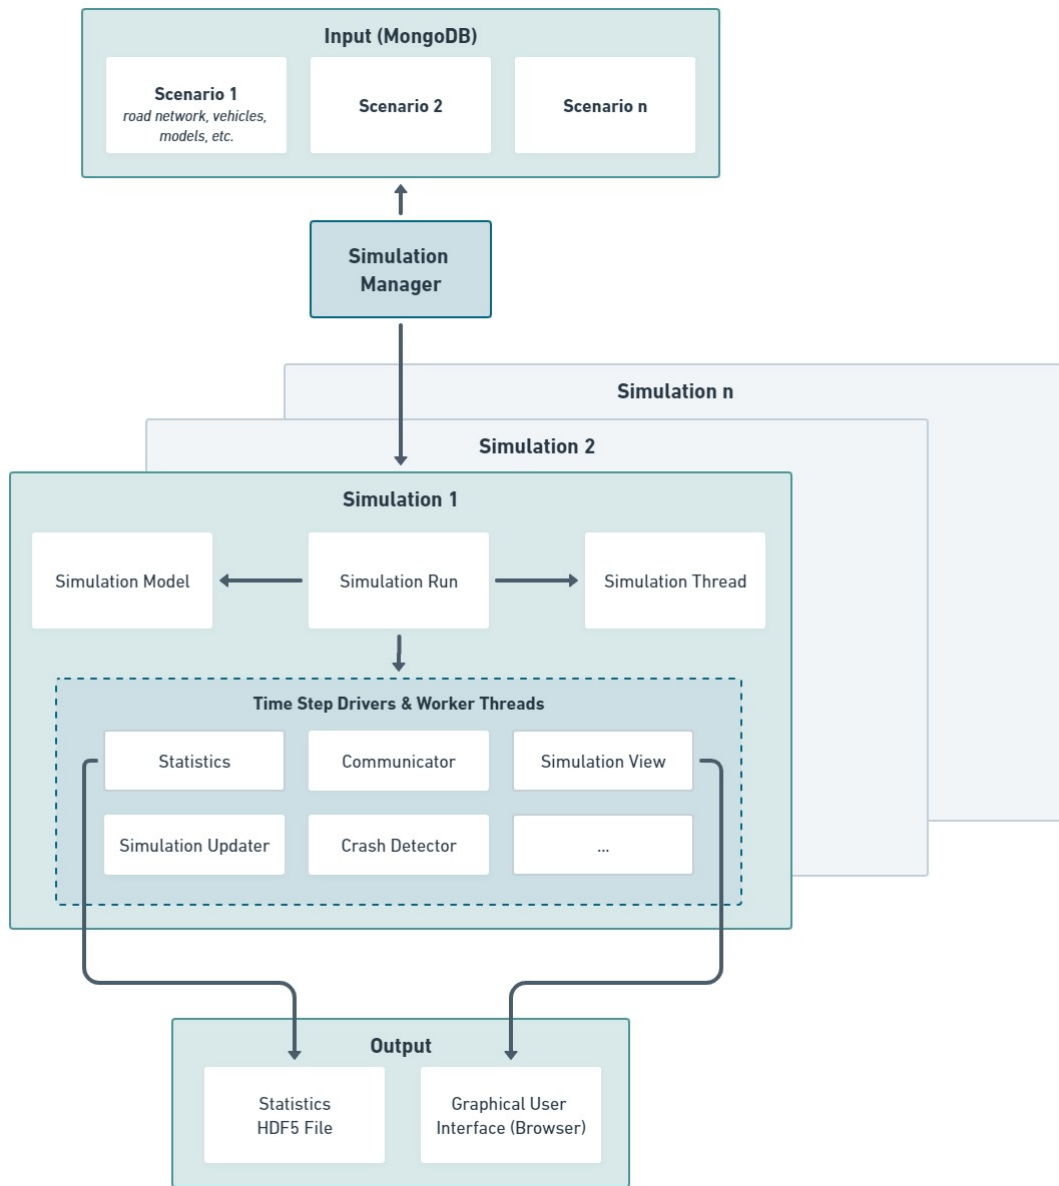 Input (MongoDB)
Scenario 1
road network, vehicles,
models, etc.
Scenario 2
Scenario n
Simulation
Manager
Simulation n
Simulation 2
Simulation 1
Simulation Model
Simulation Run
Simulation Thread
Time Step Drivers & Worker Threads
Statistics
Communicator
Simulation View
Simulation Updater
Crash Detector
...
Output
Statistics
HDF5 File
Graphical User
Interface (Browser)